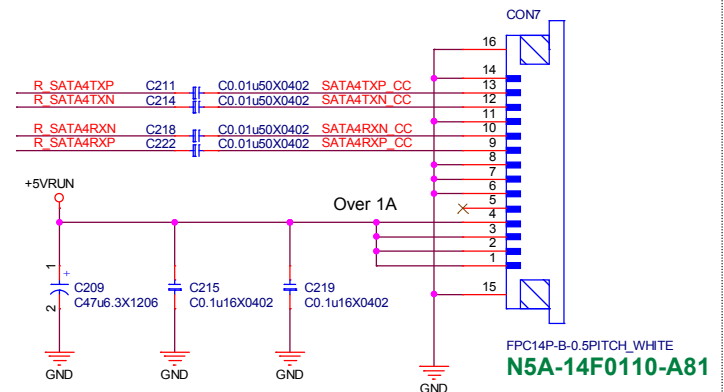 CON7
16
14
R_SATA4TXP C211 C0.01u50X0402 SATA4TXP_CC 13
R_SATA4TXN C214 C0.01u50X0402 SATA4TXN_CC 12
11
R_SATA4RXN C218 C0.01u50X0402 SATA4RXN_CC 10
R_SATA4RXP C222 C0.01u50X0402 SATA4RXP_CC 9
8
7
6
+5VRUN
5
Over 1A
4
3
2
1
1
+
C209 C215 C219
C47u6.3X1206 C0.1u16X0402 C0.1u16X0402
15
2
FPC14P-B-0.5PITCH_WHITE
N5A-14F0110-A81
GND GND GND GND